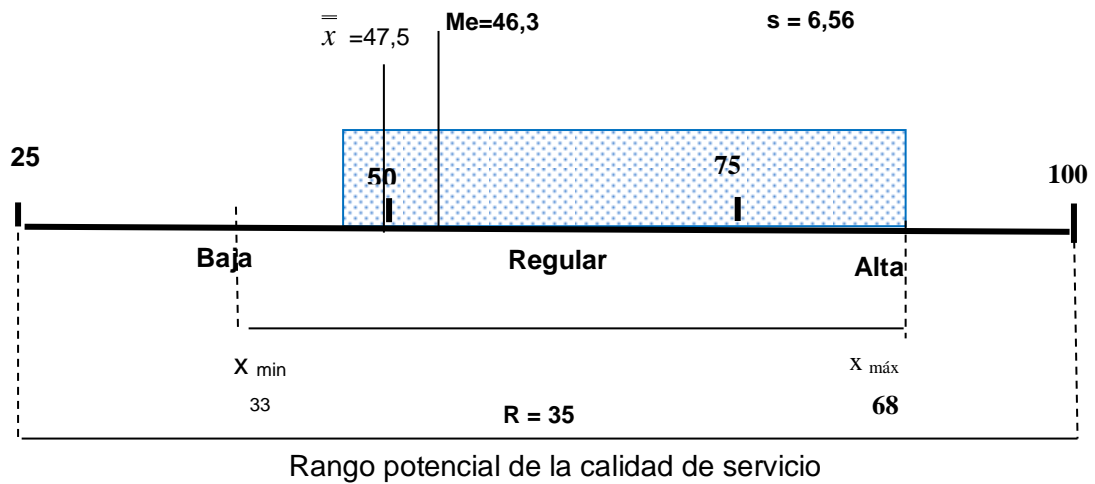 x̿ =47,5
Me=46,3
s = 6,56
25
50
75
100
Baja
Regular
Alta
X min
33
x máx
68
R = 35
Rango potencial de la calidad de servicio